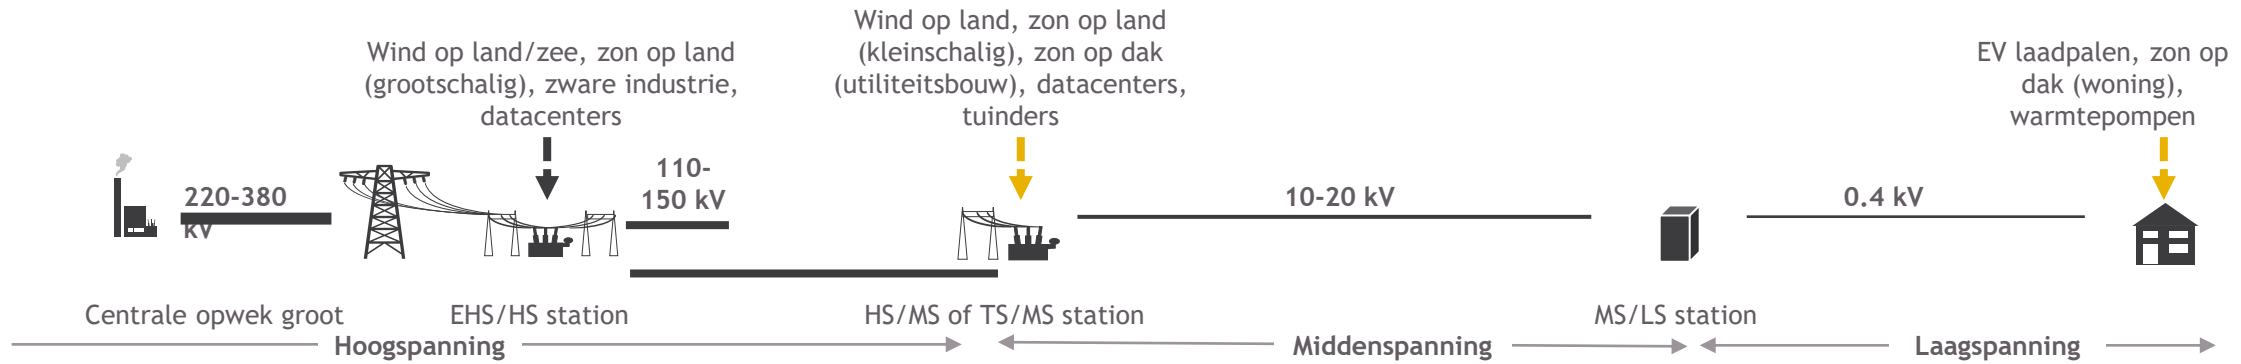 Wind op land/zee, zon op land
(grootschalig), zware industrie,
datacenters
Wind op land, zon op land
(kleinschalig), zon op dak
(utiliteitsbouw), datacenters,
tuinders
EV laadpalen, zon op
dak (woning),
warmtepompen
220-380
kV
110-
150 kV
10-20 kV
0.4 kV
Centrale opwek groot
EHS/HS station
HS/MS of TS/MS station
MS/LS station
Hoogspanning
Middenspanning
Laagspanning